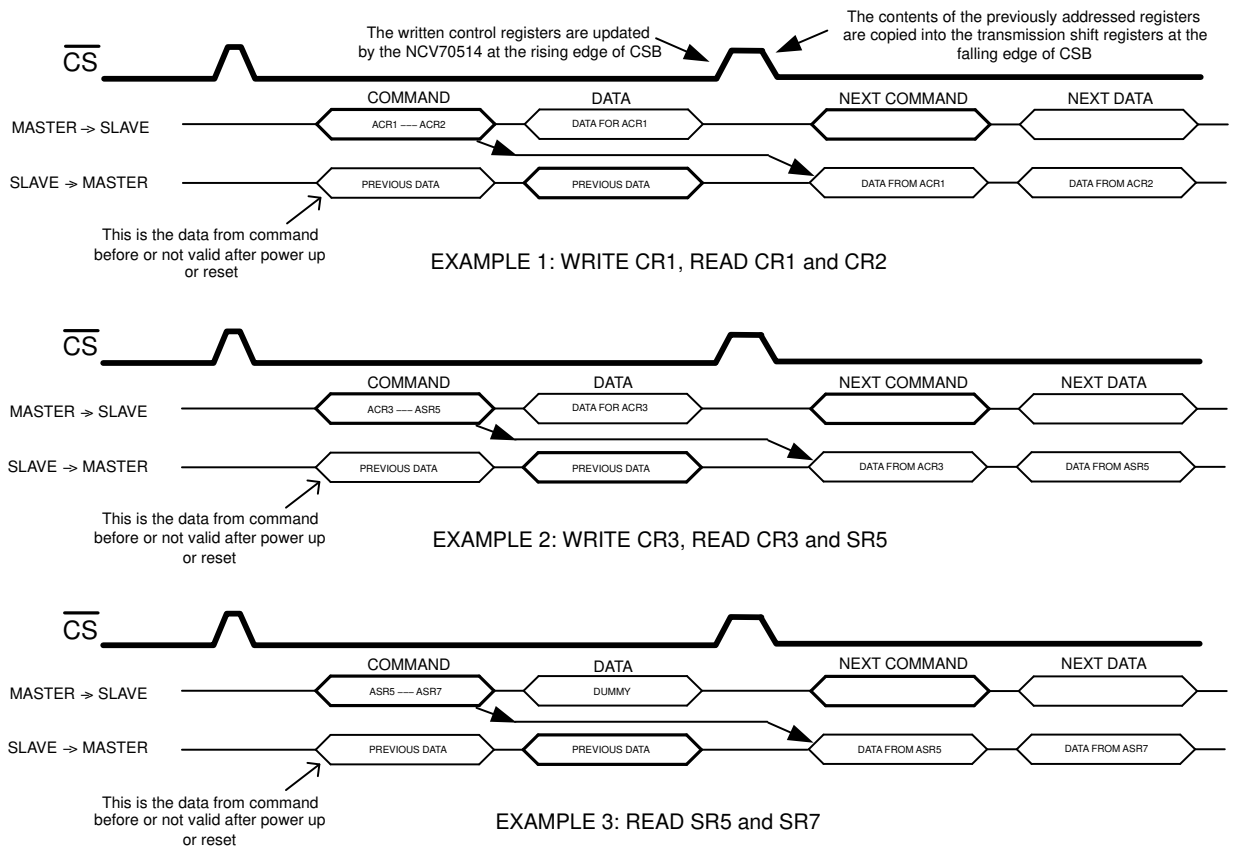 The written control registers are updated
by the NCV70514 at the rising edge of CSB
The contents of the previously addressed registers
are copied into the transmission shift registers at the
falling edge of CSB
CS
COMMAND DATA NEXT COMMAND NEXT DATA
MASTER -> SLAVE ACR1 --- ACR2 DATA FOR ACR1
SLAVE -> MASTER PREVIOUS DATA PREVIOUS DATA DATA FROM ACR1 DATA FROM ACR2
This is the data from command
before or not valid after power up
or reset
EXAMPLE 1: WRITE CR1, READ CR1 and CR2
CS
COMMAND DATA NEXT COMMAND NEXT DATA
MASTER -> SLAVE ACR3 --- ASR5 DATA FOR ACR3
SLAVE -> MASTER PREVIOUS DATA PREVIOUS DATA DATA FROM ACR3 DATA FROM ASR5
This is the data from command
before or not valid after power up
or reset
EXAMPLE 2: WRITE CR3, READ CR3 and SR5
CS
COMMAND DATA NEXT COMMAND NEXT DATA
MASTER -> SLAVE ASR5 --- ASR7 DUMMY
SLAVE -> MASTER PREVIOUS DATA PREVIOUS DATA DATA FROM ASR5 DATA FROM ASR7
This is the data from command
before or not valid after power up
or reset
EXAMPLE 3: READ SR5 and SR7